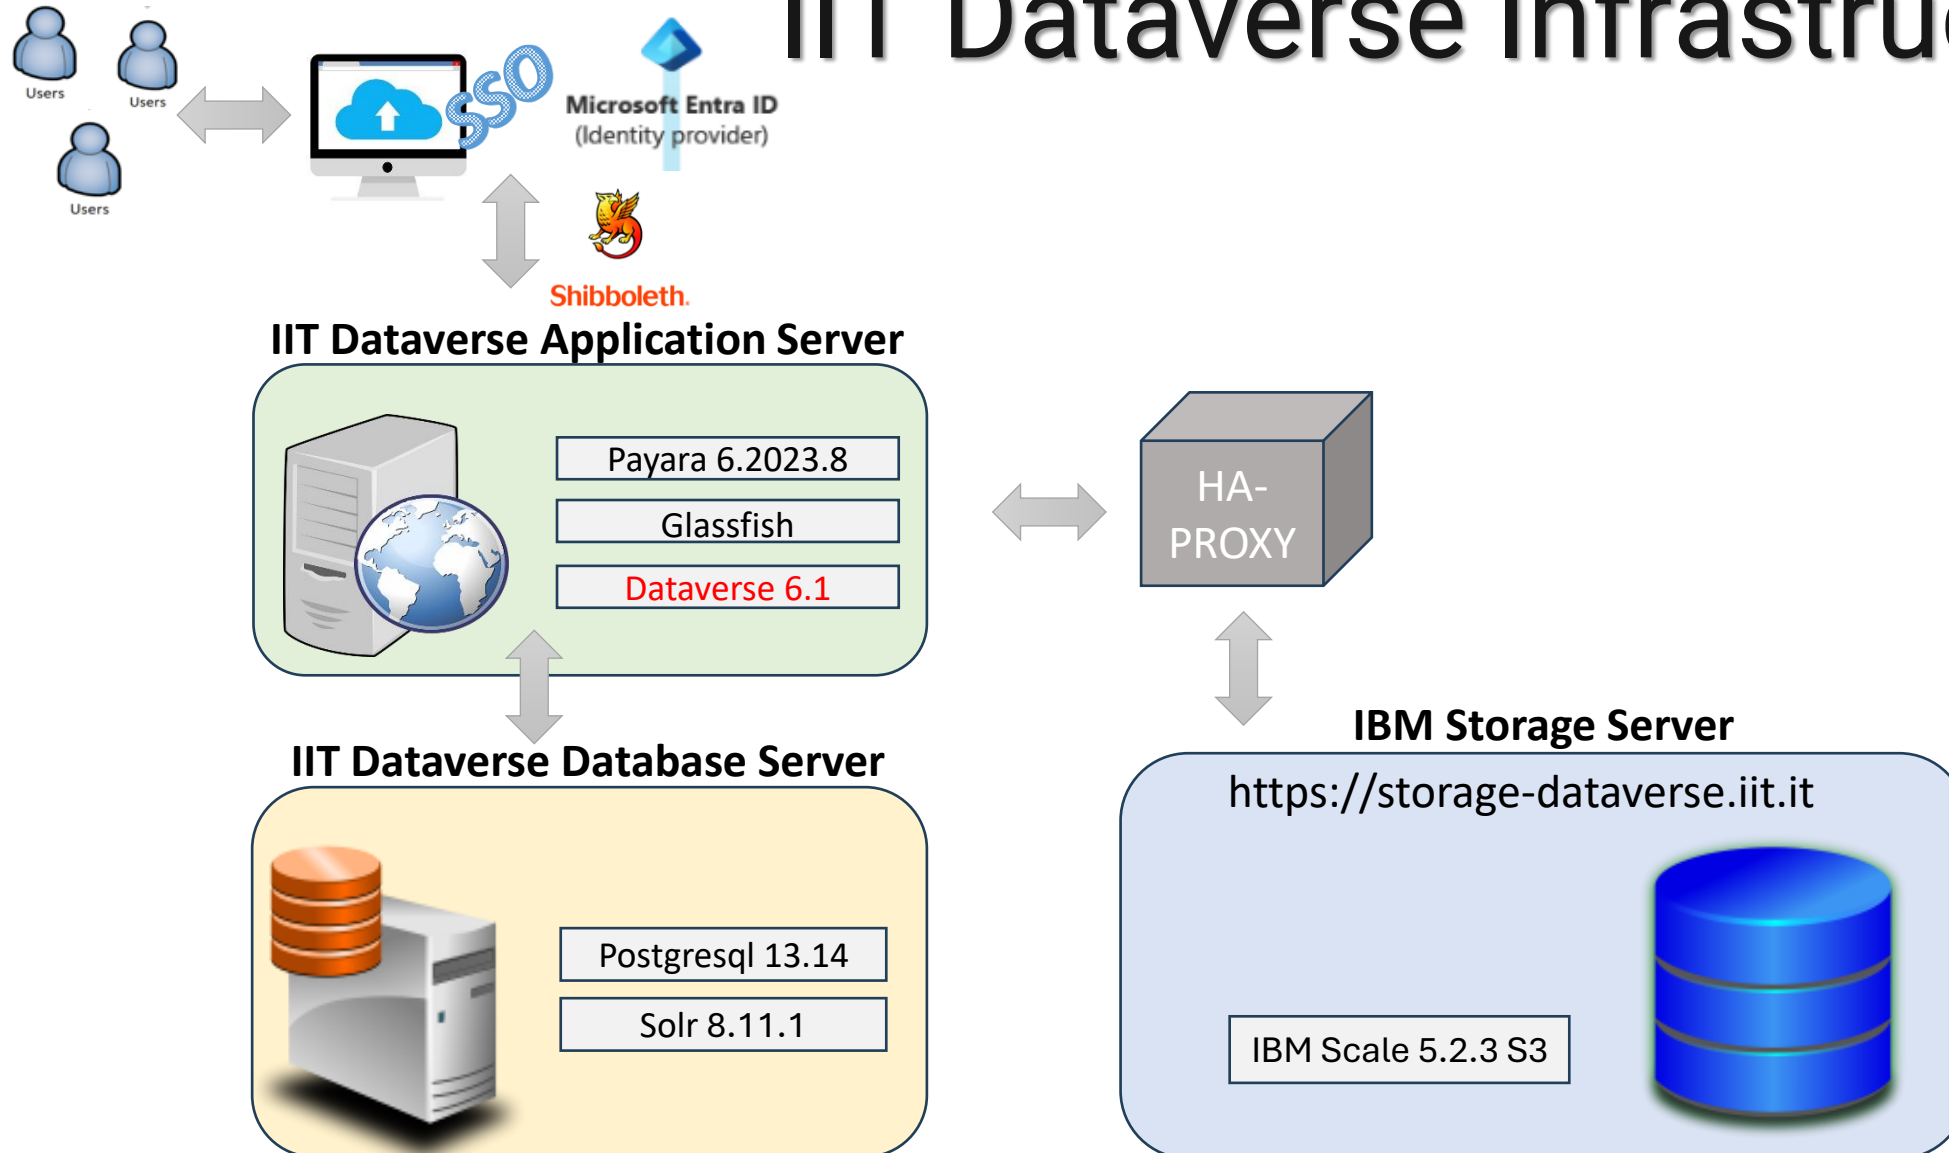 IIT Dataverse Infrastruc
Users
Users
Users
SSO
Microsoft Entra ID
(Identity provider)
Shibboleth.
IIT Dataverse Application Server
Payara 6.2023.8
Glassfish
Dataverse 6.1
HA-
PROXY
IIT Dataverse Database Server
Postgresql 13.14
Solr 8.11.1
IBM Storage Server
https://storage-dataverse.iit.it
IBM Scale 5.2.3 S3